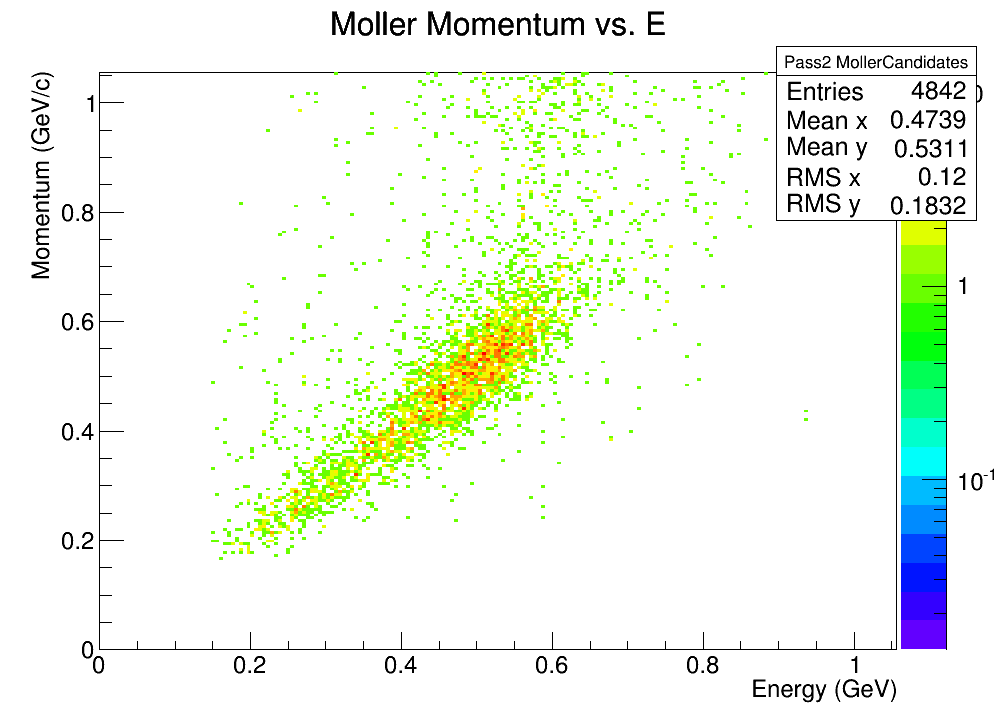 Moller Momentum vs. E
Pass2 MollerCandidates
Entries 4842
Mean x 0.4739
Mean y 0.5311
RMS x 0.12
RMS y 0.1832
Momentum (GeV/c)
1
0.8
0.6
0.4
0.2
0
0 0.2 0.4 0.6 0.8 1
Energy (GeV)
1
10-1